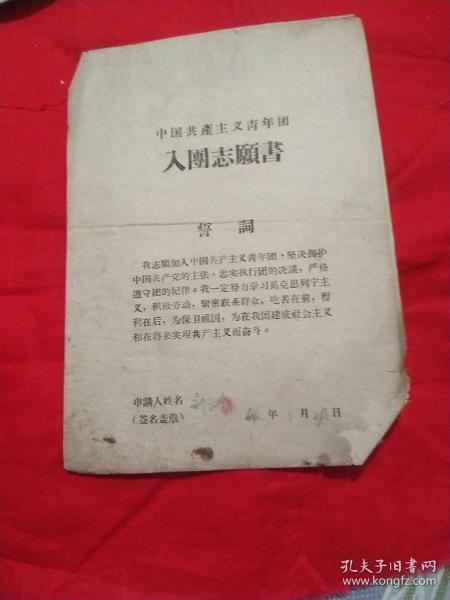 中国共產主义青年团
入團志願書
誓詞
我志願加入中国共产主义青年团，坚决拥护
中国共产党的主张，忠实执行团的决議，严格
遵守团的紀律。我一定努力学习馬克思列宁主
义，积极劳动，緊密联系群众，吃苦在前，享
利在后，为保卫祖国，为在我国建成社会主义
和在将来实現共产主义而奋斗。
申請人姓名
(签名盖章)
年 1 月 日
孔夫子旧书网
www.kongfz.com